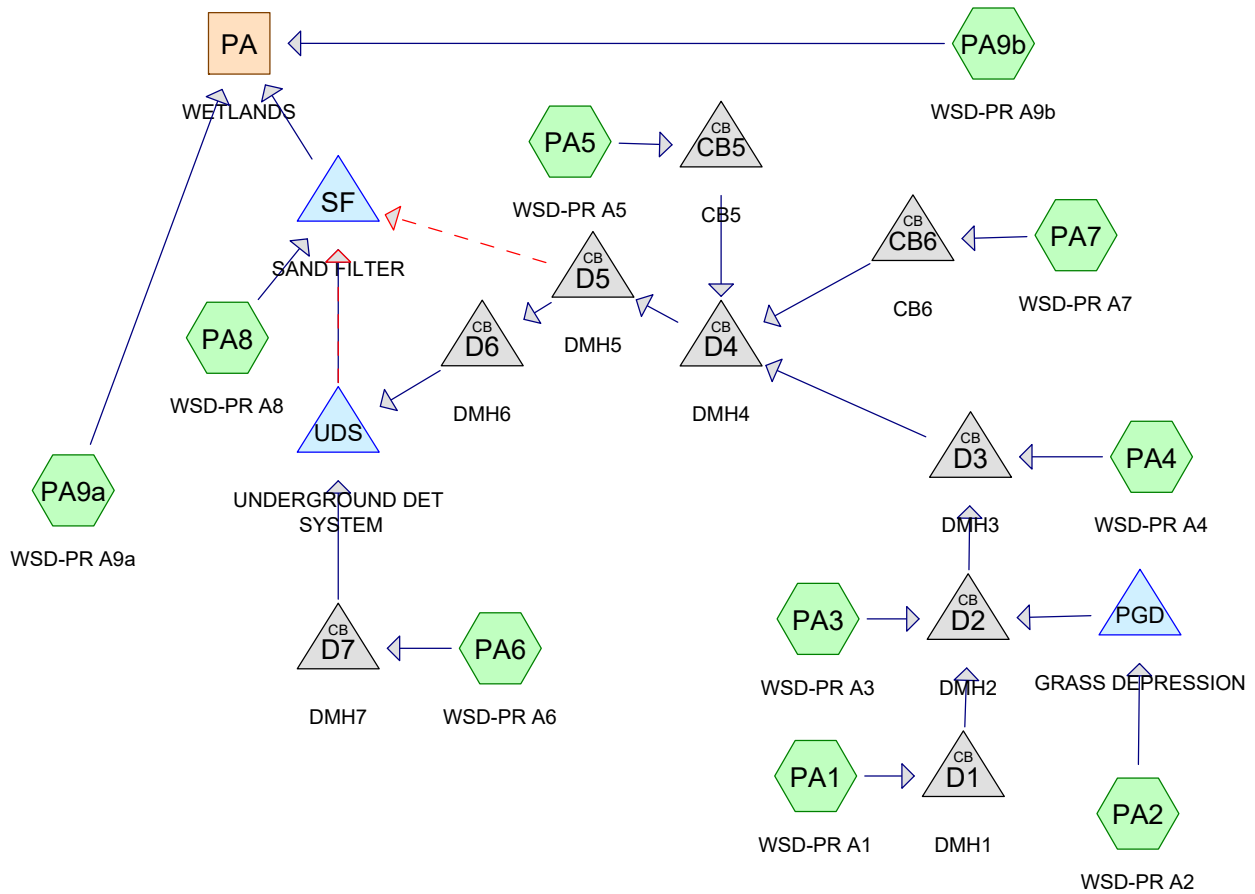 PA
WETLANDS
PA9b
WSD-PR A9b
PA5
WSD-PR A5
CB
CB5
CB5
SF
SAND FILTER
CB
CB6
CB6
PA7
WSD-PR A7
CB
D5
DMH5
PA8
WSD-PR A8
CB
D6
DMH6
CB
D4
DMH4
UDS
UNDERGROUND DET
SYSTEM
PA9a
WSD-PR A9a
CB
D3
DMH3
PA4
WSD-PR A4
CB
D7
DMH7
PA6
WSD-PR A6
PA3
WSD-PR A3
CB
D2
DMH2
PGD
GRASS DEPRESSION
PA1
WSD-PR A1
CB
D1
DMH1
PA2
WSD-PR A2